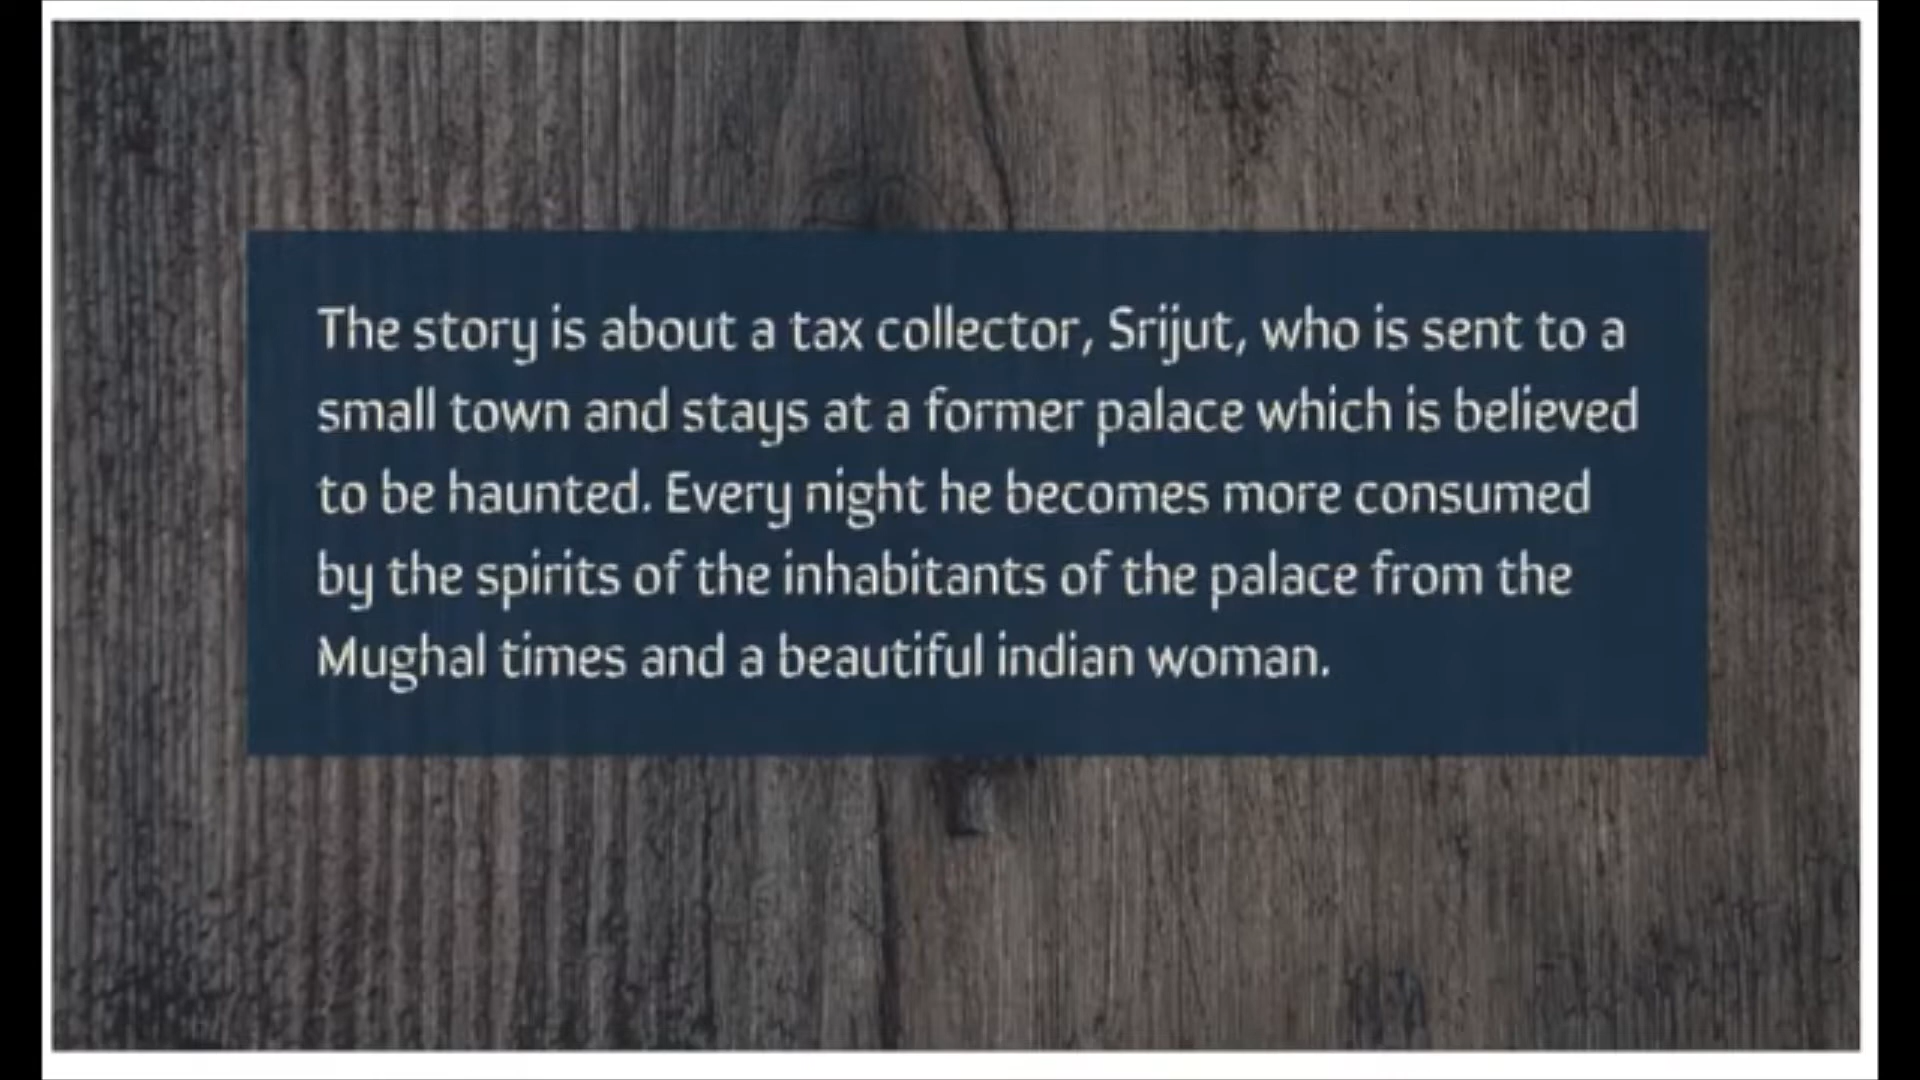 The story is about a tax collector, Srijut, who is sent to a
small town and stays at a former palace which is believed
to be haunted. Every night he becomes more consumed
by the spirits of the inhabitants of the palace from the
Mughal times and a beautiful indian woman.